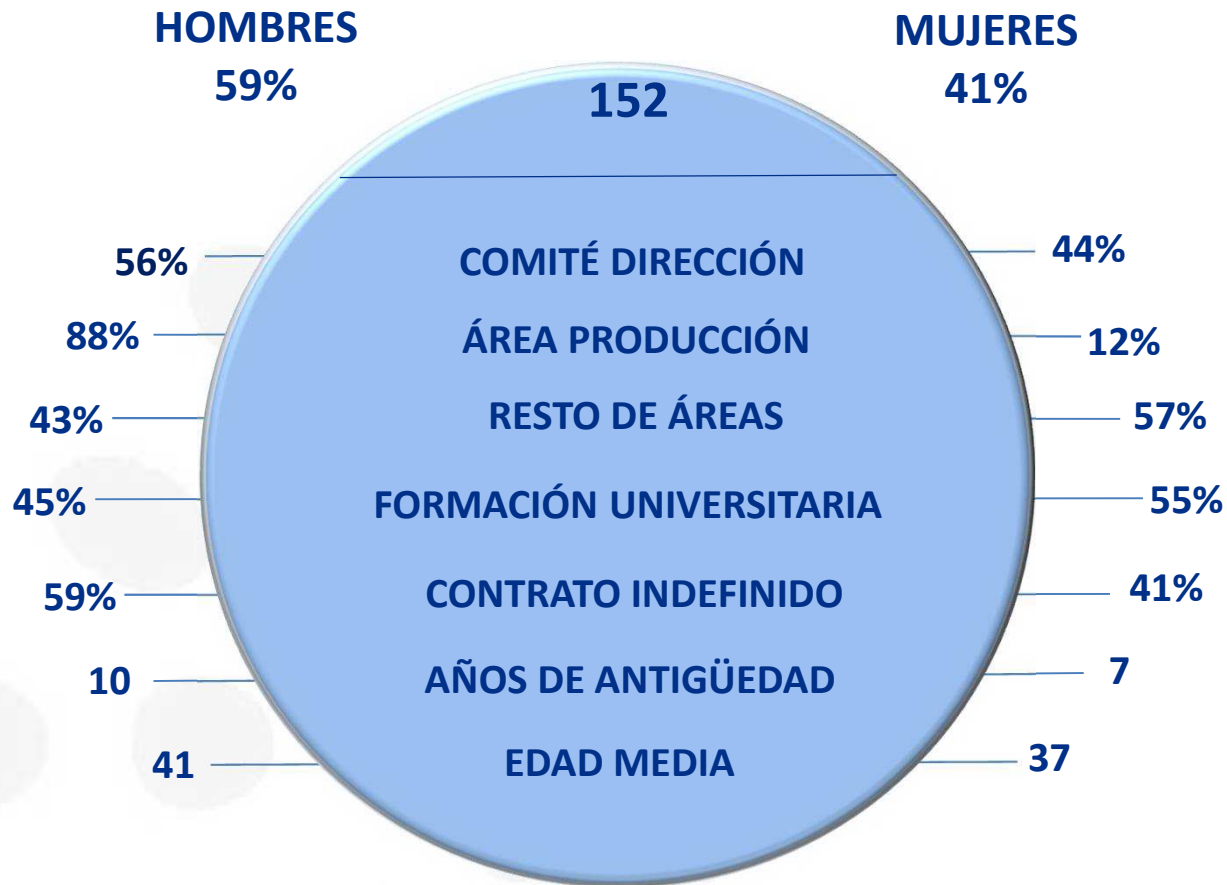 HOMBRES MUJERES
59% 152 41%
56% COMITÉ DIRECCIÓN 44%
88% ÁREA PRODUCCIÓN 12%
43% RESTO DE ÁREAS 57%
45% FORMACIÓN UNIVERSITARIA 55%
59% CONTRATO INDEFINIDO 41%
10 AÑOS DE ANTIGÜEDAD 7
41 EDAD MEDIA 37